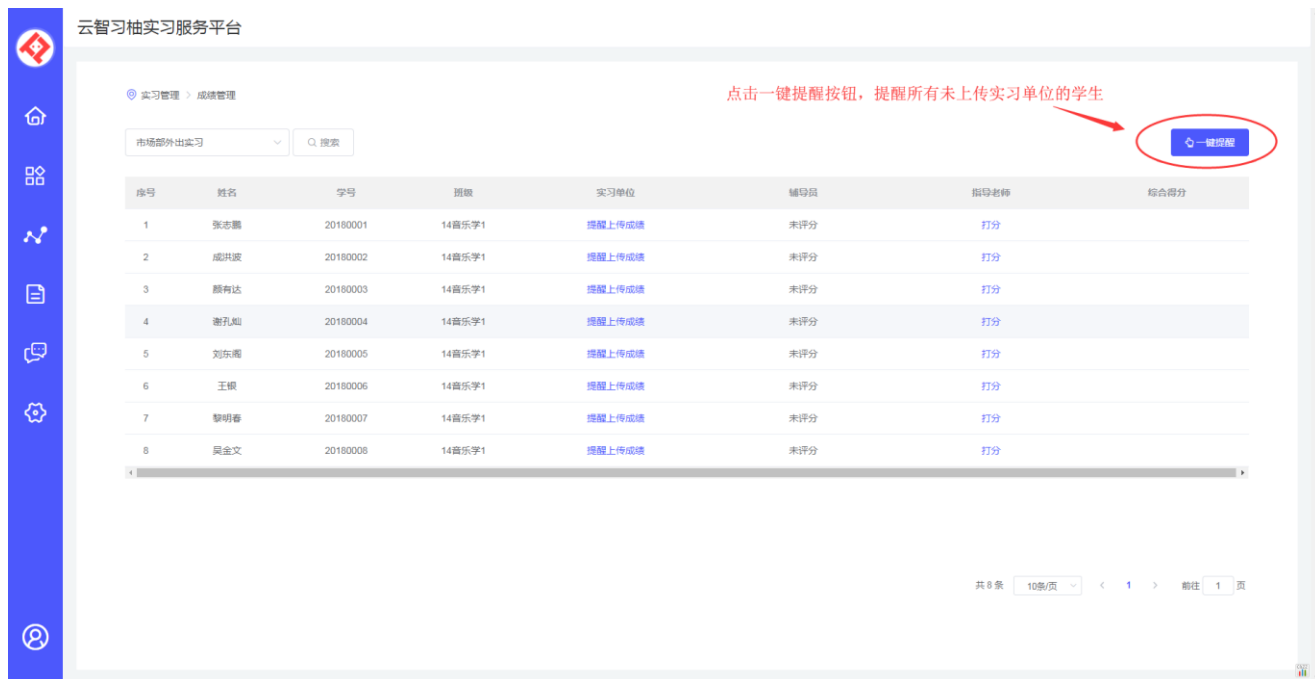 云智习柚实习服务平台
实习管理 > 成绩管理
点击一键提醒按钮，提醒所有未上传实习单位的学生
市场部外出实习 搜索 一键提醒
序号 姓名 学号 班级 实习单位 辅导员 指导老师 综合得分
1 张志鹏 20180001 14音乐学1 提醒上传成绩 未评分 打分
2 成洪波 20180002 14音乐学1 提醒上传成绩 未评分 打分
3 颜有达 20180003 14音乐学1 提醒上传成绩 未评分 打分
4 谢孔灿 20180004 14音乐学1 提醒上传成绩 未评分 打分
5 刘东阁 20180005 14音乐学1 提醒上传成绩 未评分 打分
6 王银 20180006 14音乐学1 提醒上传成绩 未评分 打分
7 黎明春 20180007 14音乐学1 提醒上传成绩 未评分 打分
8 吴金文 20180008 14音乐学1 提醒上传成绩 未评分 打分
共 8 条 10条/页 < 1 > 前往 1 页